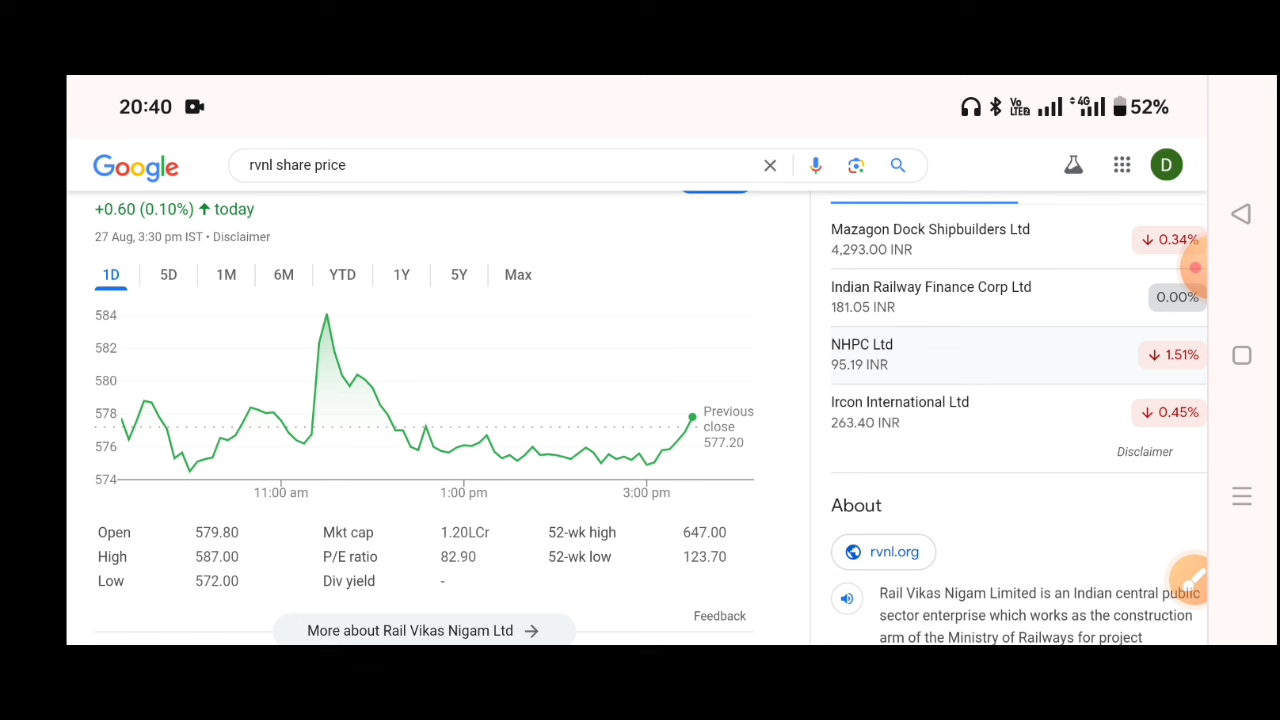 20:40
Vo LTE2 4G 52%
Google
rvnl share price
D
+0.60 (0.10%) ↑ today
27 Aug, 3:30 pm IST • Disclaimer
1D 5D 1M 6M YTD 1Y 5Y Max
584
582
580
578
576
574
Previous
close
577.20
11:00 am 1:00 pm 3:00 pm
Open 579.80 Mkt cap 1.20LCr 52-wk high 647.00
High 587.00 P/E ratio 82.90 52-wk low 123.70
Low 572.00 Div yield -
Feedback
More about Rail Vikas Nigam Ltd →
Mazagon Dock Shipbuilders Ltd
4,293.00 INR
↓ 0.34%
Indian Railway Finance Corp Ltd
181.05 INR
0.00%
NHPC Ltd
95.19 INR
↓ 1.51%
Ircon International Ltd
263.40 INR
↓ 0.45%
Disclaimer
About
rvnl.org
Rail Vikas Nigam Limited is an Indian central public
sector enterprise which works as the construction
arm of the Ministry of Railways for project